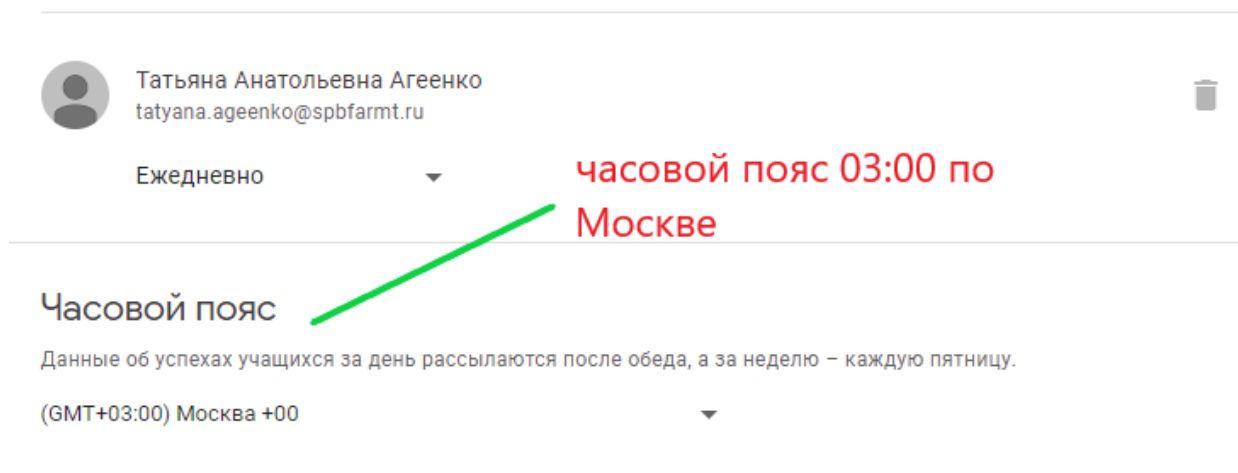 Татьяна Анатольевна Агеенко
tatyana.ageenko@spbfarmt.ru
Ежедневно
часовой пояс 03:00 по
Москве
Часовой пояс
Данные об успехах учащихся за день рассылаются после обеда, а за неделю – каждую пятницу.
(GMT+03:00) Москва +00